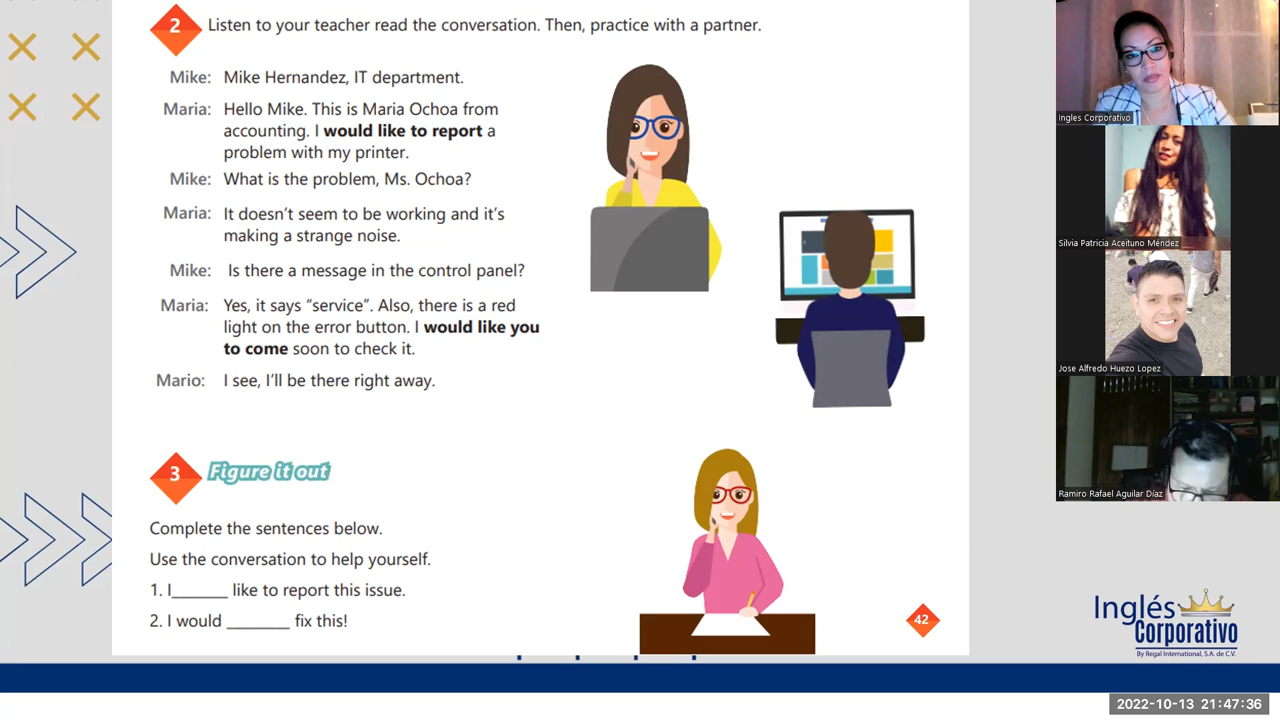 2 Listen to your teacher read the conversation. Then, practice with a partner.
Mike: Mike Hernandez, IT department.
Maria: Hello Mike. This is Maria Ochoa from
accounting. I would like to report a
problem with my printer.
Mike: What is the problem, Ms. Ochoa?
Maria: It doesn't seem to be working and it's
making a strange noise.
Mike: Is there a message in the control panel?
Maria: Yes, it says "service". Also, there is a red
light on the error button. I would like you
to come soon to check it.
Mario: I see, I'll be there right away.
3 Figure it out
Complete the sentences below.
Use the conversation to help yourself.
1. I_______ like to report this issue.
2. I would ________ fix this!
42
Ingles Corporativo
Silvia Patricia Aceituno Méndez
Jose Alfredo Huezo Lopez
Ramiro Rafael Aguilar Díaz
Inglés
Corporativo
By Regal International, S.A. de C.V.
2022-10-13 21:47:36